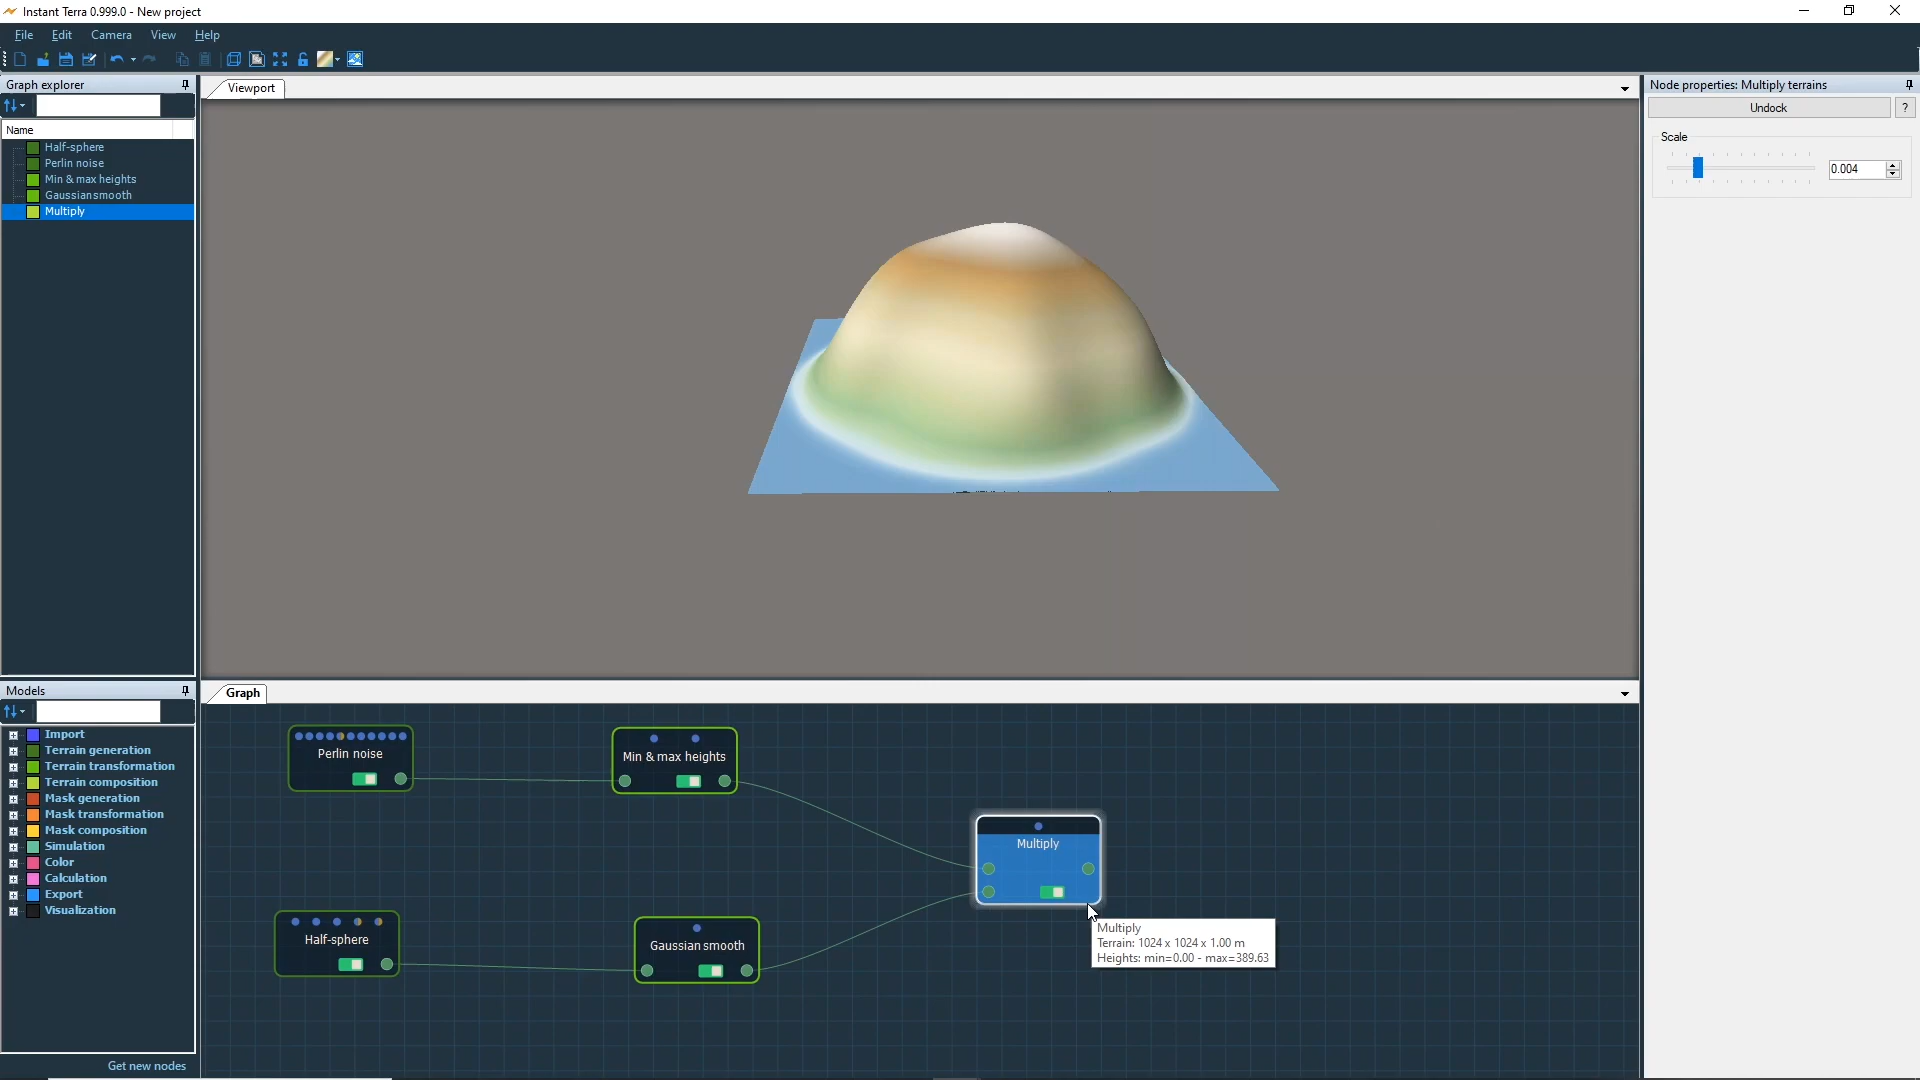 Instant Terra 0.999.0 - New project
File Edit Camera View Help
Graph explorer
Name
Half-sphere
Perlin noise
Min & max heights
Gaussian smooth
Multiply
Viewport
Node properties: Multiply terrains
Undock ?
Scale
0.004
Models
Import
Terrain generation
Terrain transformation
Terrain composition
Mask generation
Mask transformation
Mask composition
Simulation
Color
Calculation
Export
Visualization
Get new nodes
Graph
Perlin noise
Min & max heights
Multiply
Half-sphere
Gaussian smooth
Multiply
Terrain: 1024 x 1024 x 1.00 m
Heights: min=0.00 - max=389.63